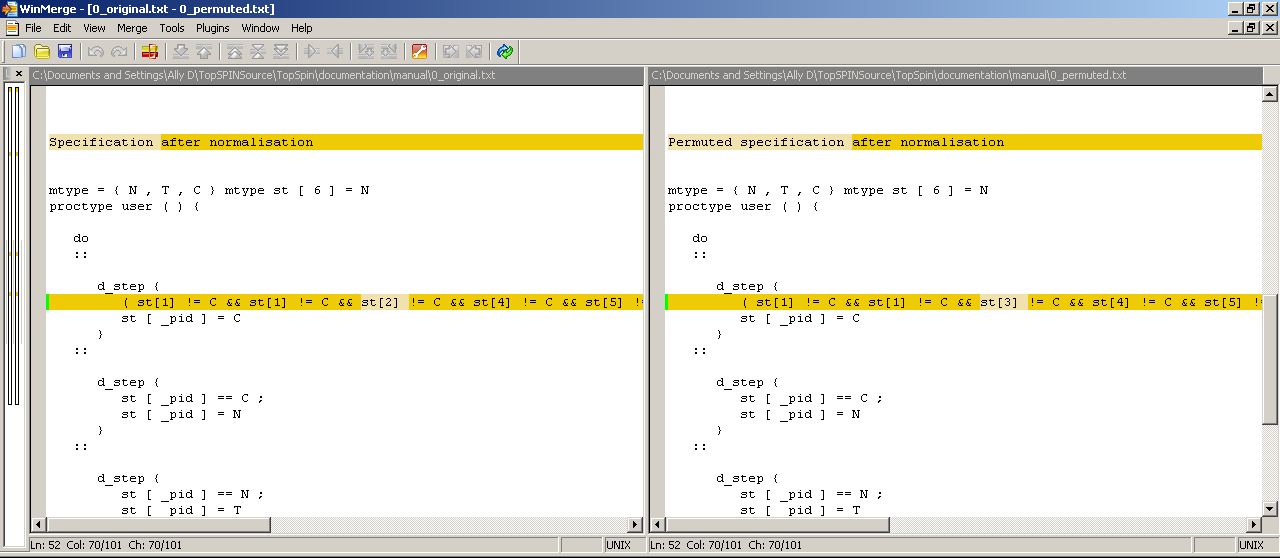 WinMerge - [0_original.txt - 0_permuted.txt]
File Edit View Merge Tools Plugins Window Help
C:\Documents and Settings\Ally D\TopSPINSource\TopSpin\documentation\manual\0_original.txt
Specification after normalisation
mtype = { N , T , C } mtype st [ 6 ] = N
proctype user ( ) {
do
::
d_step {
( st[1] != C && st[1] != C && st[2] != C && st[4] != C && st[5] !=
st [ _pid ] = C
}
::
d_step {
st [ _pid ] == C ;
st [ _pid ] = N
}
::
d_step {
st [ _pid ] == N ;
st [ _pid ] = T
Ln: 52 Col: 70/101 Ch: 70/101
UNIX
C:\Documents and Settings\Ally D\TopSPINSource\TopSpin\documentation\manual\0_permuted.txt
Permuted specification after normalisation
mtype = { N , T , C } mtype st [ 6 ] = N
proctype user ( ) {
do
::
d_step {
( st[1] != C && st[1] != C && st[3] != C && st[4] != C && st[5] !=
st [ _pid ] = C
}
::
d_step {
st [ _pid ] == C ;
st [ _pid ] = N
}
::
d_step {
st [ _pid ] == N ;
st [ _pid ] = T
Ln: 52 Col: 70/101 Ch: 70/101
UNIX